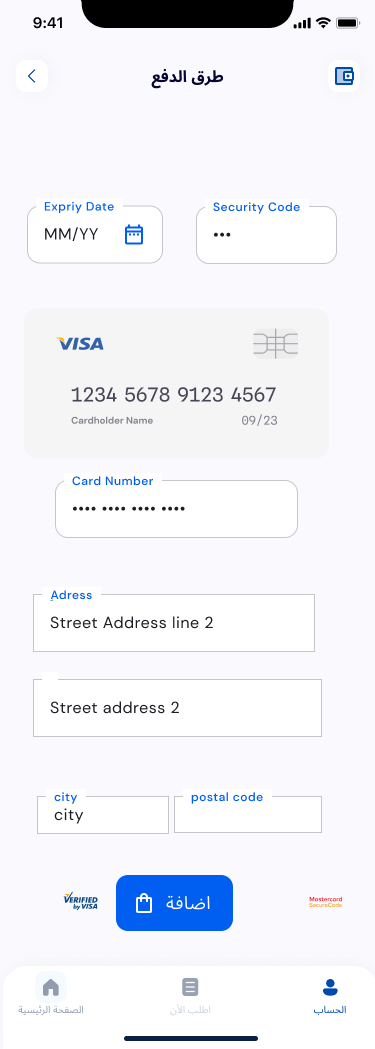 9:41
طرق الدفع
Expriy Date
Security Code
MM/YY
•••
VISA
1234 5678 9123 4567
Cardholder Name
09/23
Card Number
•••• •••• •••• ••••
Adress
Street Address line 2
Street address 2
city
postal code
city
VERIFIED
by VISA
اضافة
Mastercard
SecureCode
الصفحة الرئيسية
اطلب الأن
الحساب